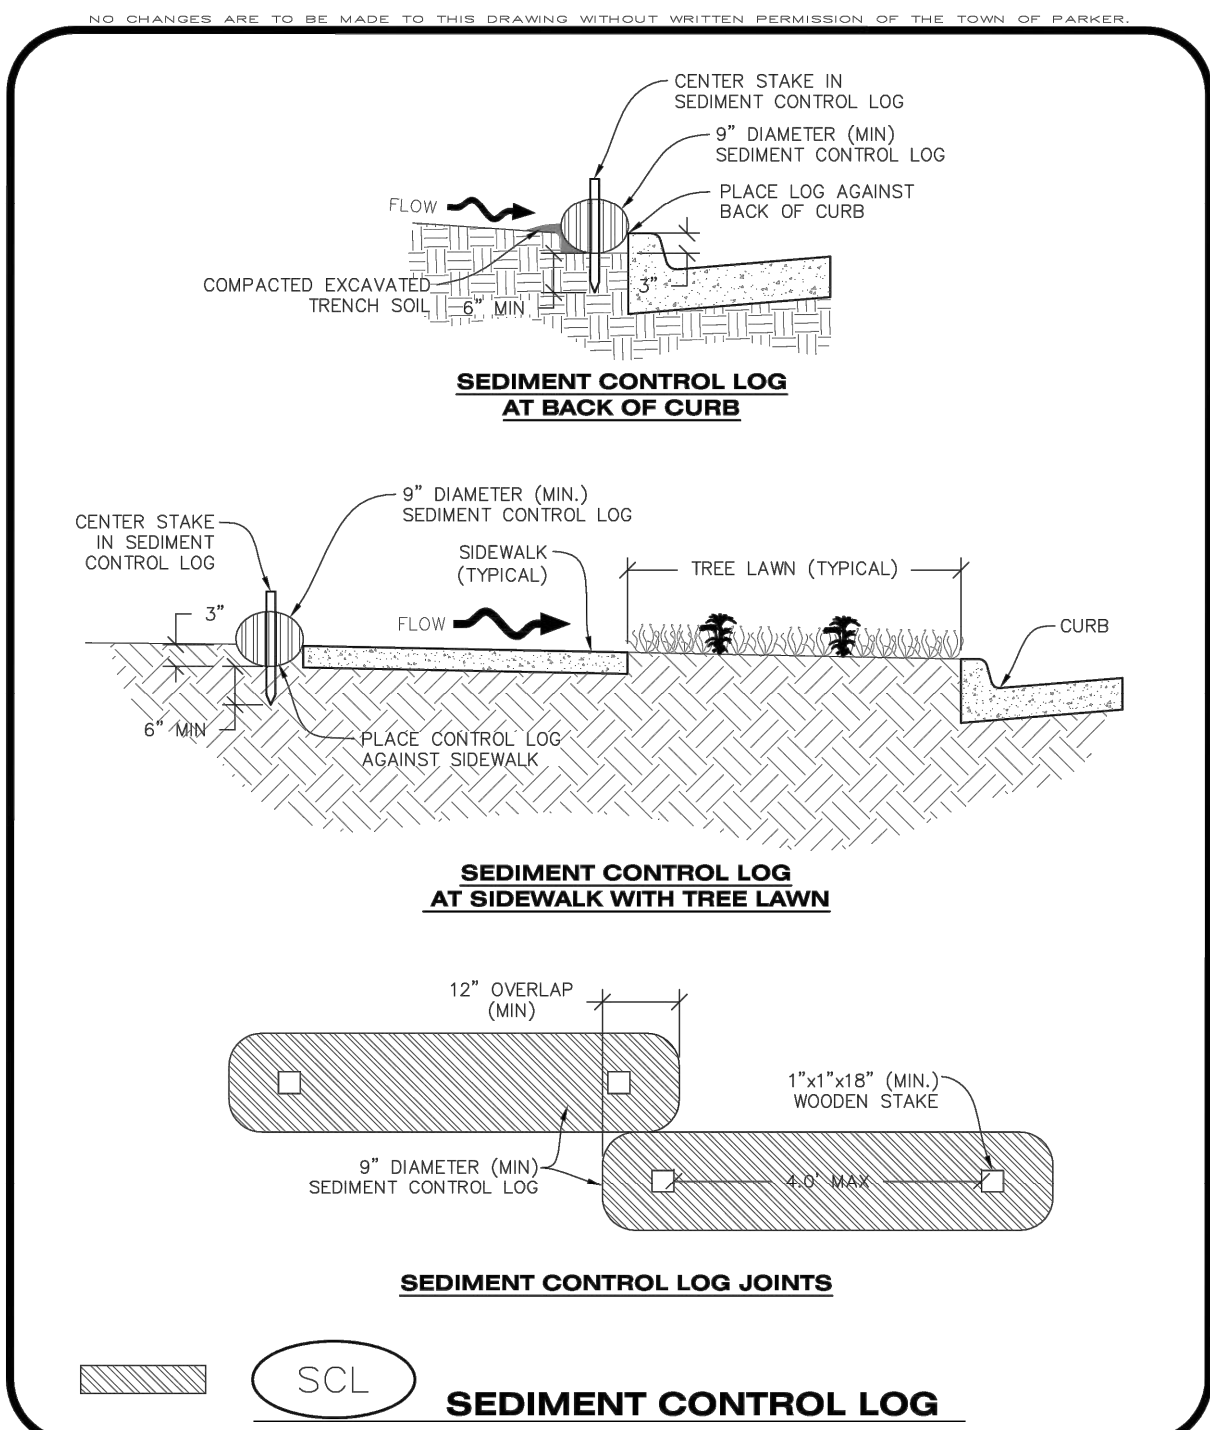 NO CHANGES ARE TO BE MADE TO THIS DRAWING WITHOUT WRITTEN PERMISSION OF THE TOWN OF PARKER.
CENTER STAKE IN
SEDIMENT CONTROL LOG
9" DIAMETER (MIN)
SEDIMENT CONTROL LOG
PLACE LOG AGAINST
BACK OF CURB
FLOW
COMPACTED EXCAVATED
TRENCH SOIL
6" MIN
3"
SEDIMENT CONTROL LOG
AT BACK OF CURB
9" DIAMETER (MIN.)
SEDIMENT CONTROL LOG
CENTER STAKE
IN SEDIMENT
CONTROL LOG
SIDEWALK
(TYPICAL)
TREE LAWN (TYPICAL)
3"
FLOW
CURB
6" MIN
PLACE CONTROL LOG
AGAINST SIDEWALK
SEDIMENT CONTROL LOG
AT SIDEWALK WITH TREE LAWN
12" OVERLAP
(MIN)
1"x1"x18" (MIN.)
WOODEN STAKE
9" DIAMETER (MIN)
SEDIMENT CONTROL LOG
4.0' MAX
SEDIMENT CONTROL LOG JOINTS
SCL
SEDIMENT CONTROL LOG